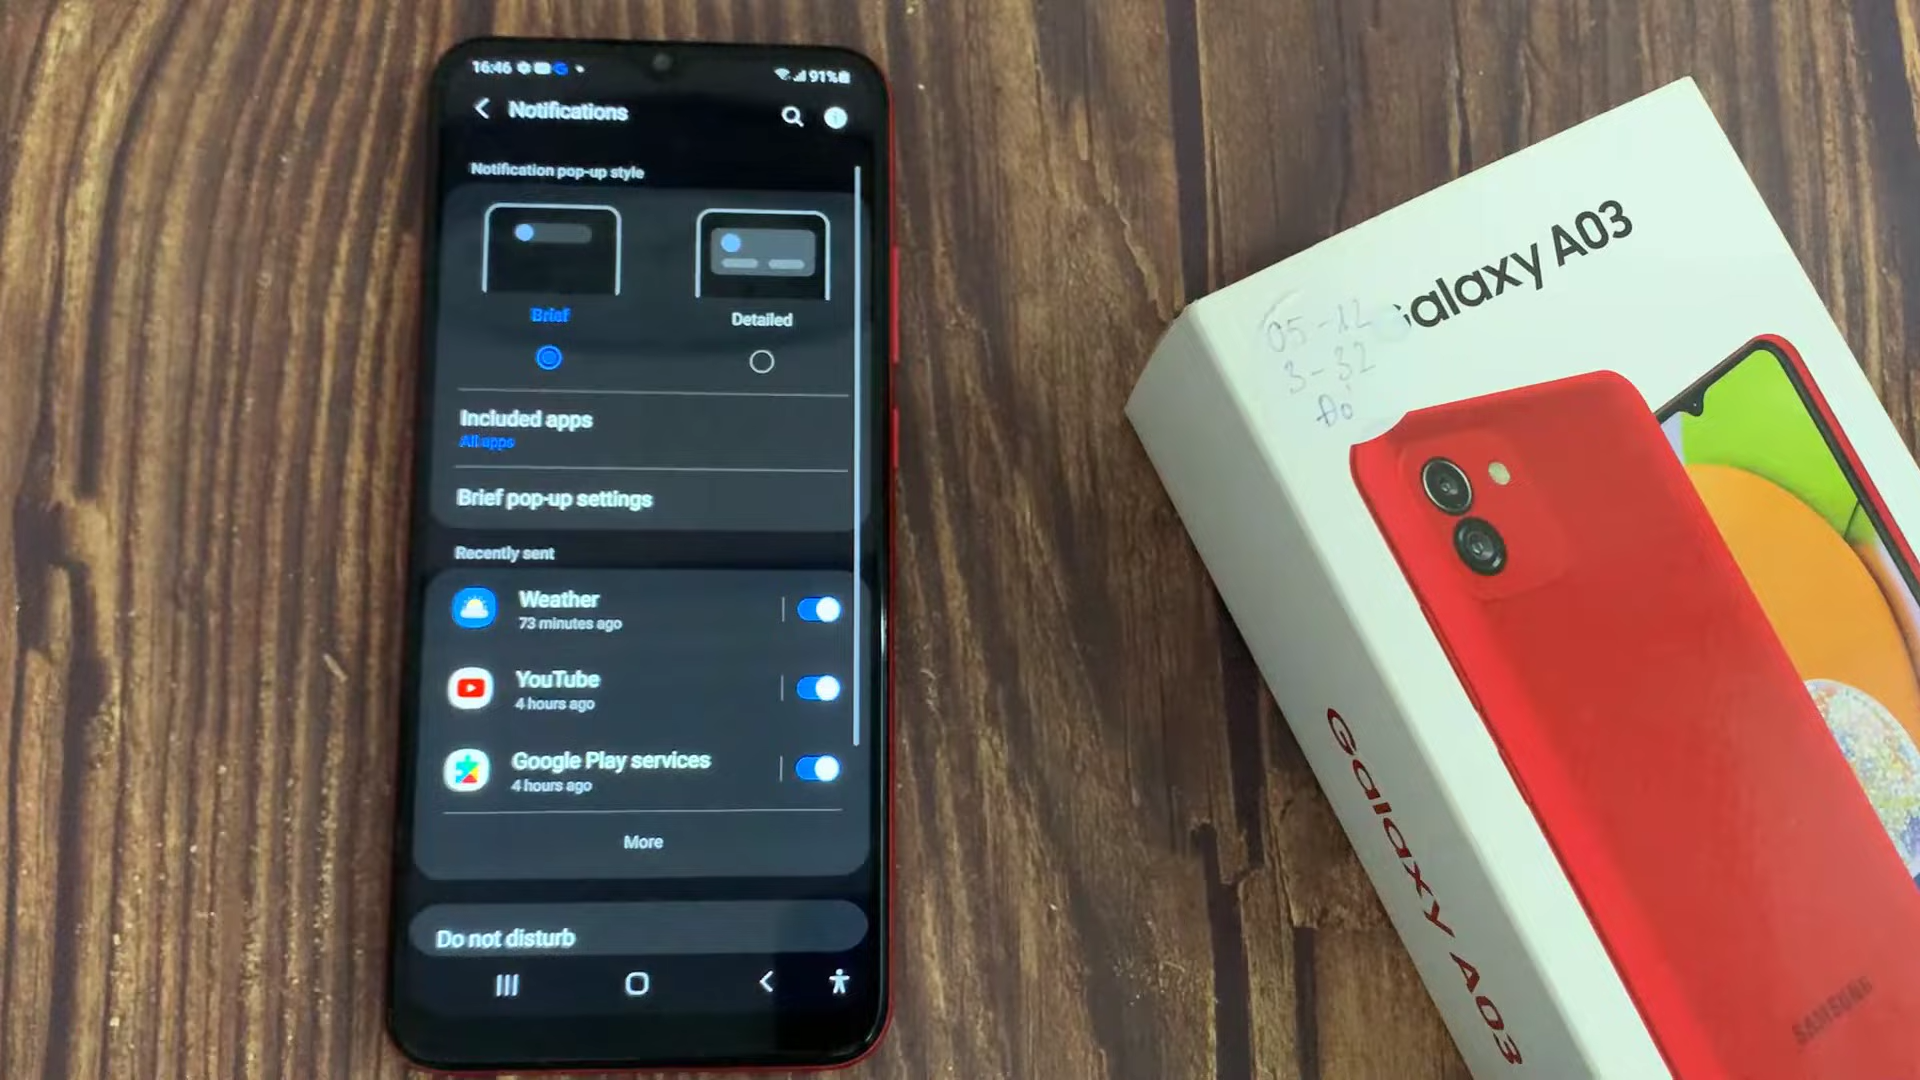 16:46
91%
Notifications
Notification pop-up style
Brief
Detailed
Included apps
All apps
Brief pop-up settings
Recently sent
Weather
73 minutes ago
YouTube
4 hours ago
Google Play services
4 hours ago
More
Do not disturb
Galaxy A03
05-12
3-32
Đỏ
Galaxy A03
SAMSUNG